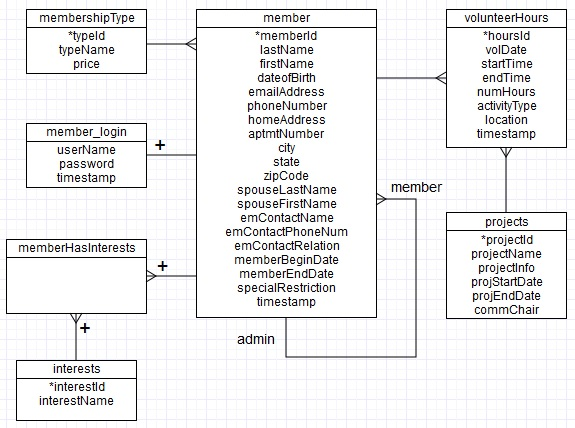 membershipType
*typeId
typeName
price
member
*memberId
lastName
firstName
dateofBirth
emailAddress
phoneNumber
homeAddress
aptmtNumber
city
state
zipCode
spouseLastName
spouseFirstName
emContactName
emContactPhoneNum
emContactRelation
memberBeginDate
memberEndDate
specialRestriction
timestamp
volunteerHours
*hoursId
volDate
startTime
endTime
numHours
activityType
location
timestamp
member_login
userName
password
timestamp
+
member
memberHasInterests
+
projects
*projectId
projectName
projectInfo
projStartDate
projEndDate
commChair
+
admin
interests
*interestId
interestName